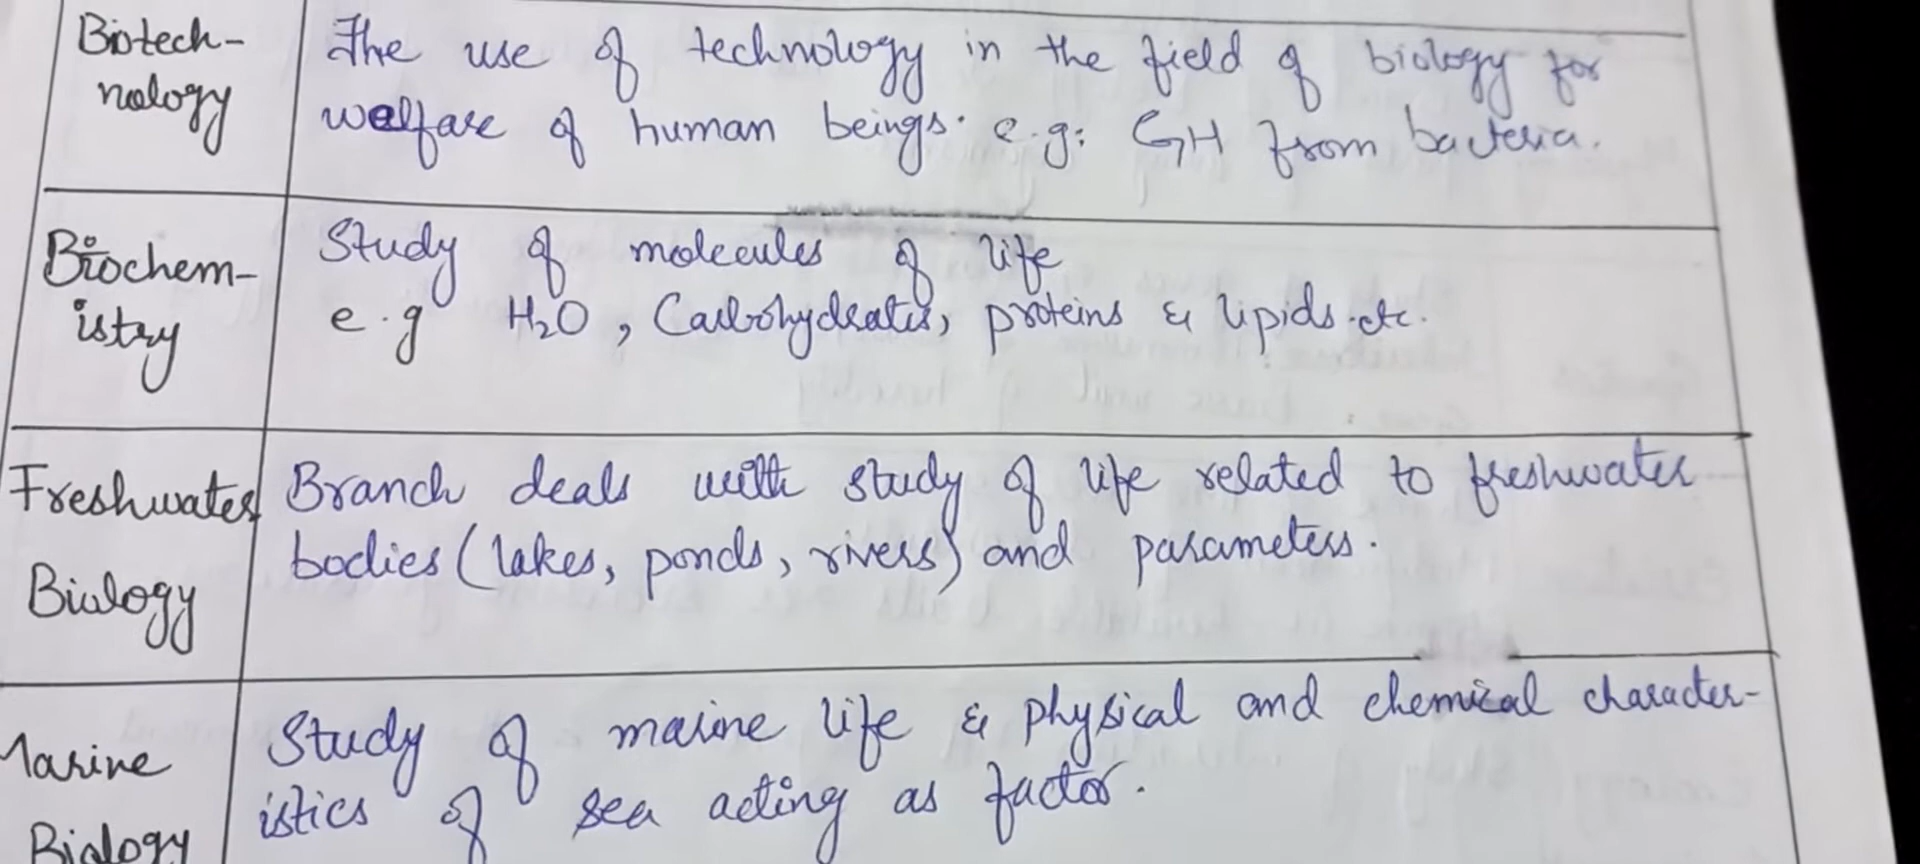 Biotech-
nology
The use of technology in the field of biology for
welfare of human beings. e.g: GH from bacteria.
Biochem-
istry
Study of molecules of life
e.g H₂O, Carbohydrates, proteins & lipids.etc.
Freshwater
Biology
Branch deals with study of life related to freshwater
bodies (lakes, ponds, rivers) and parameters.
Marine
Biology
Study of marine life & physical and chemical character-
istics of sea acting as factor.